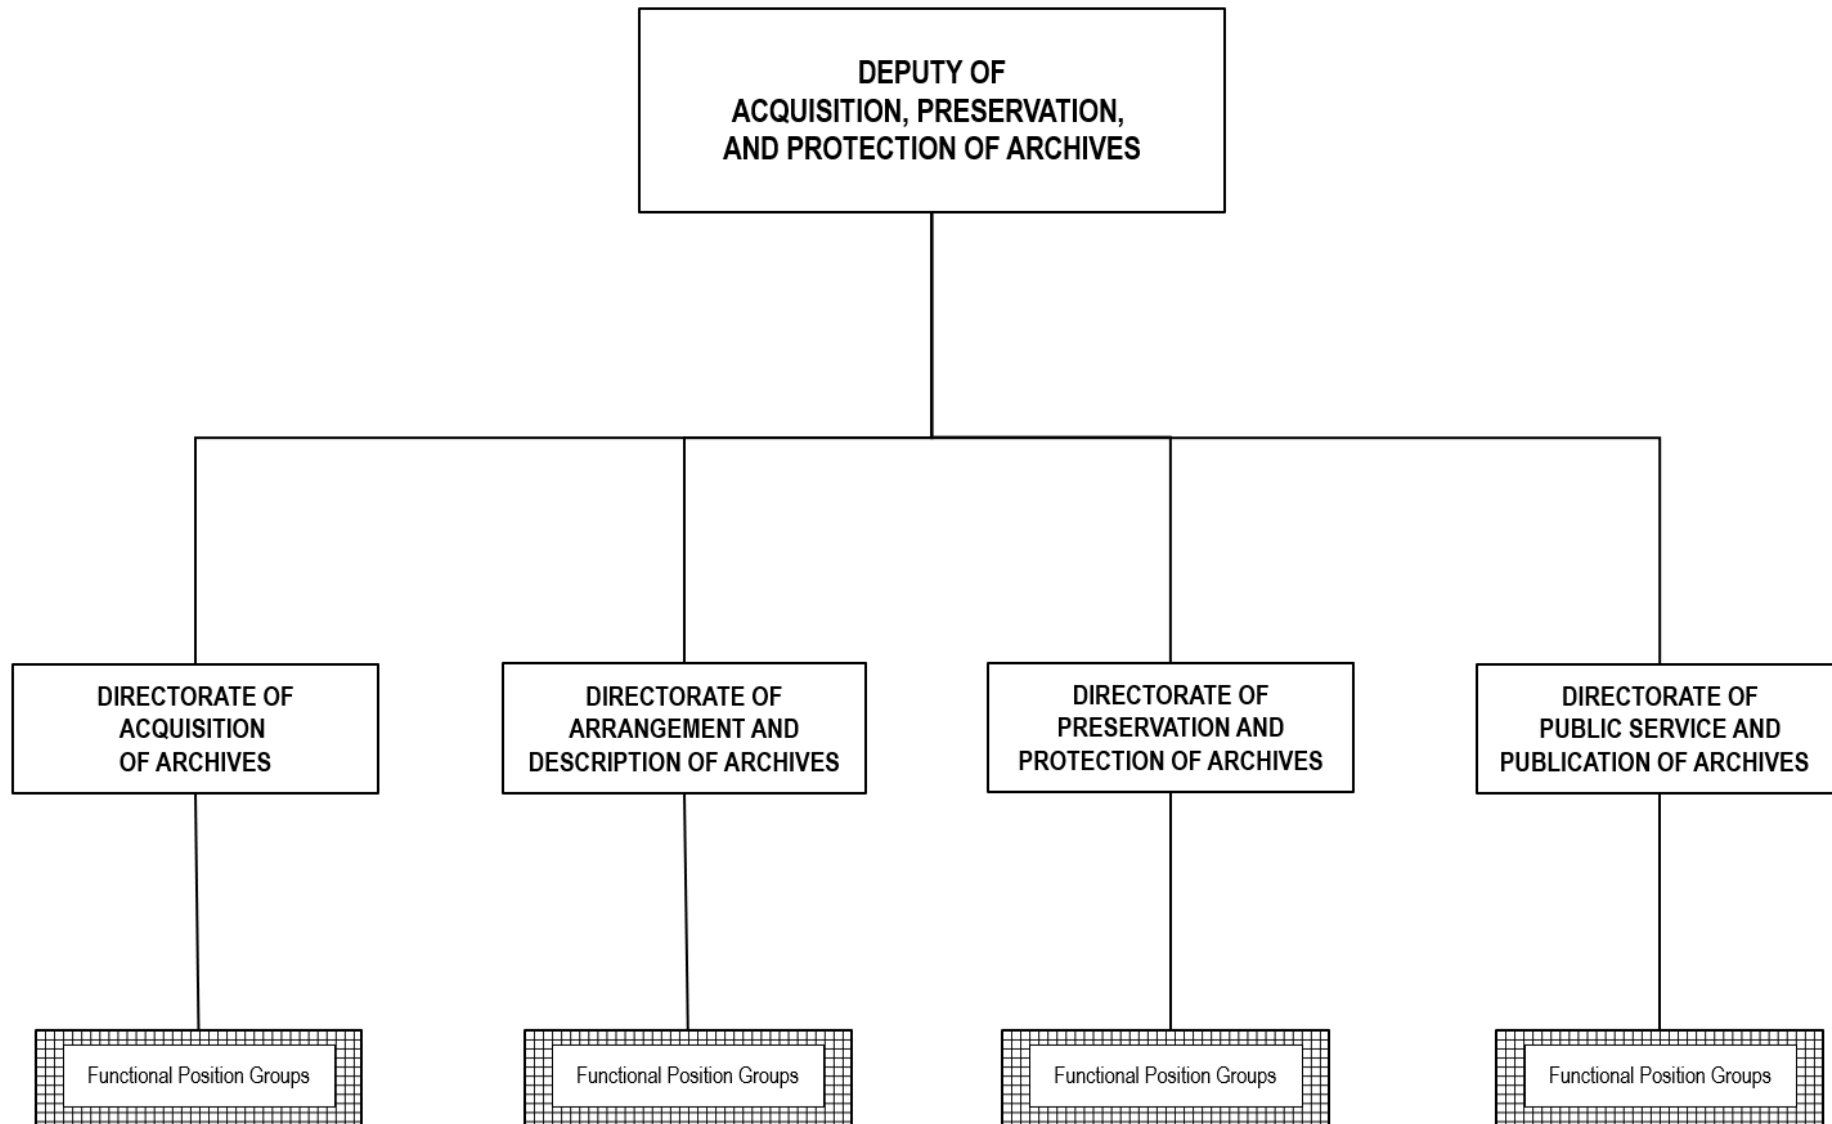 DEPUTY OF
ACQUISITION, PRESERVATION,
AND PROTECTION OF ARCHIVES
DIRECTORATE OF
ACQUISITION
OF ARCHIVES
DIRECTORATE OF
ARRANGEMENT AND
DESCRIPTION OF ARCHIVES
DIRECTORATE OF
PRESERVATION AND
PROTECTION OF ARCHIVES
DIRECTORATE OF
PUBLIC SERVICE AND
PUBLICATION OF ARCHIVES
Functional Position Groups
Functional Position Groups
Functional Position Groups
Functional Position Groups